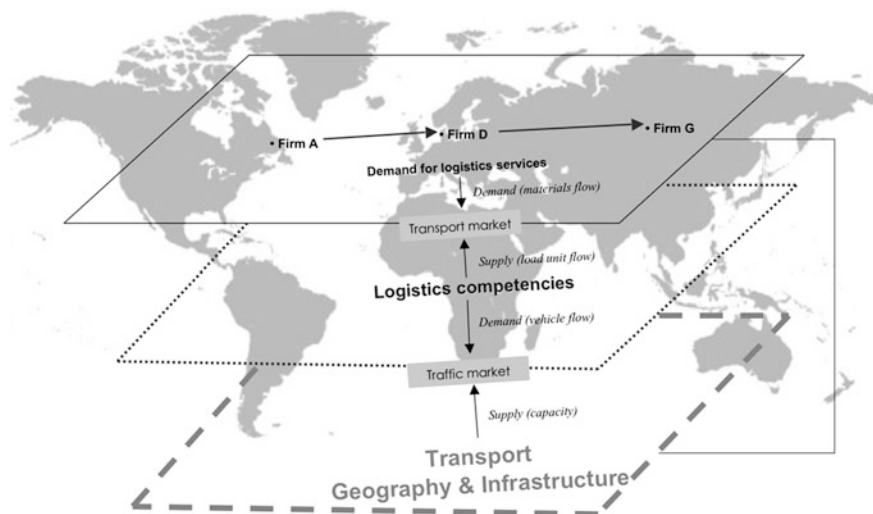 Firm A
Firm D
Firm G
Demand for logistics services
Demand (materials flow)
Transport market
Supply (load unit flow)
Logistics competencies
Demand (vehicle flow)
Traffic market
Supply (capacity)
Transport
Geography & Infrastructure